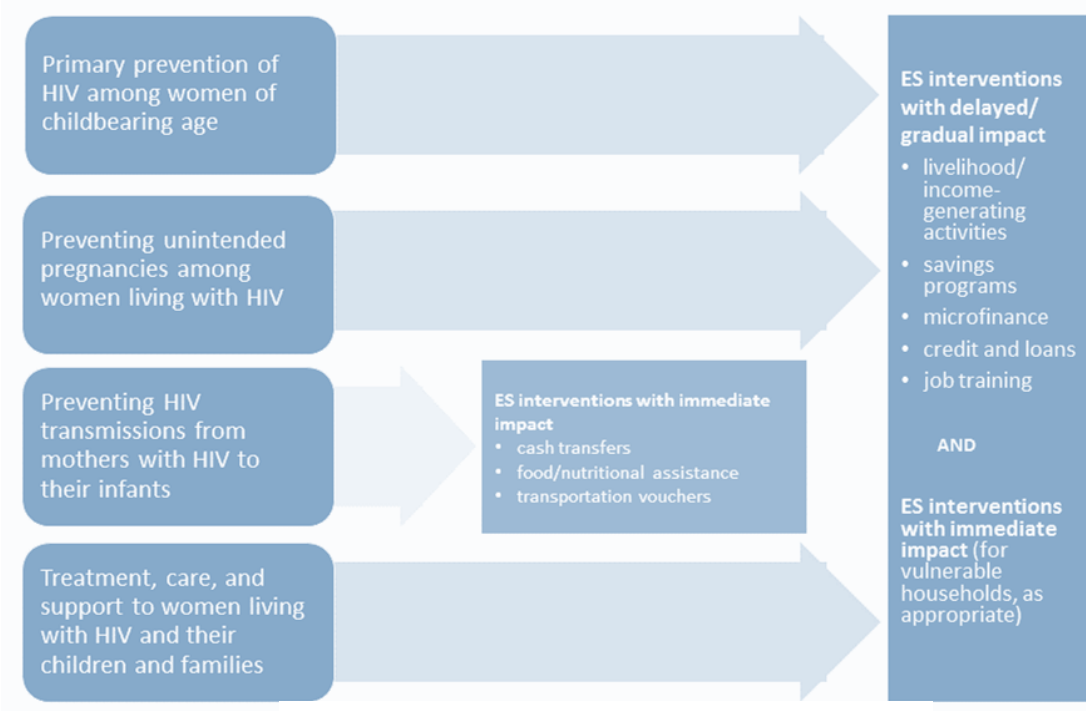 Primary prevention of
HIV among women of
childbearing age
Preventing unintended
pregnancies among
women living with HIV
Preventing HIV
transmissions from
mothers with HIV to
their infants
Treatment, care, and
support to women living
with HIV and their
children and families
ES interventions with immediate
impact
• cash transfers
• food/nutritional assistance
• transportation vouchers
ES interventions
with delayed/
gradual impact
• livelihood/
income-
generating
activities
• savings
programs
• microfinance
• credit and loans
• job training
AND
ES interventions
with immediate
impact (for
vulnerable
households, as
appropriate)